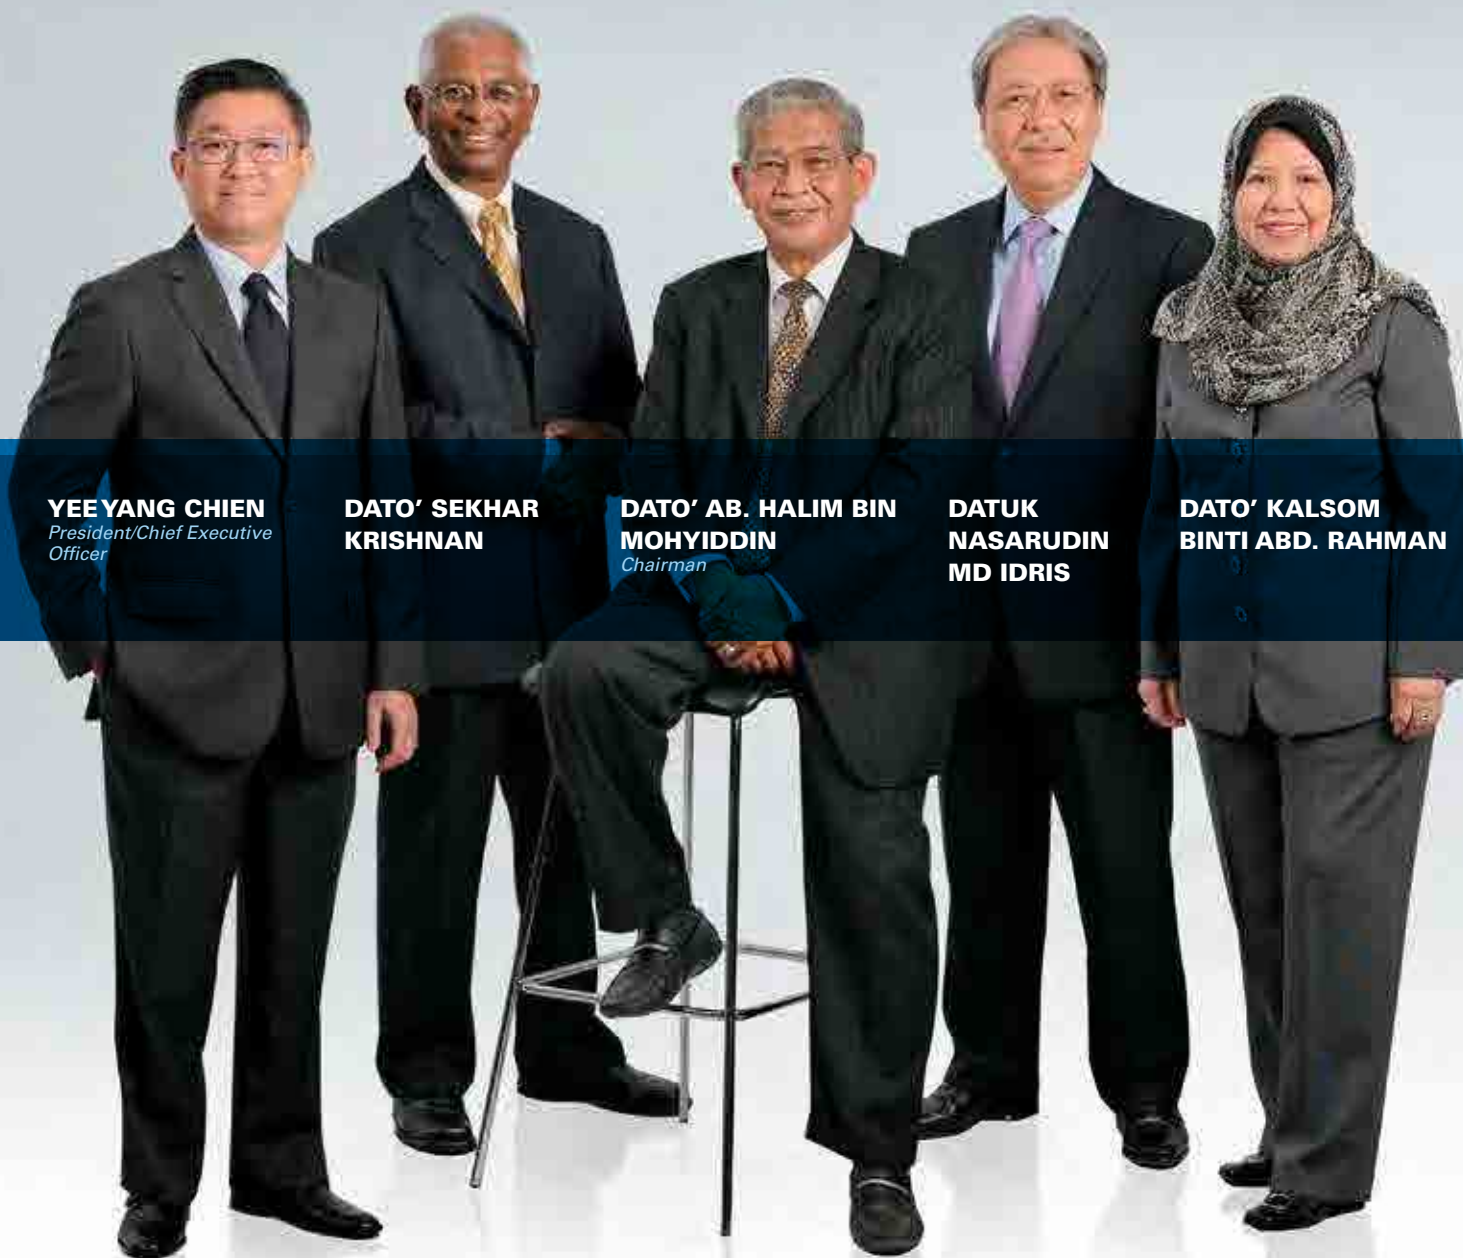 YEE YANG CHIEN
President/Chief Executive
Officer
DATO’ SEKHAR
KRISHNAN
DATO’ AB. HALIM BIN
MOHYIDDIN
Chairman
DATUK
NASARUDIN
MD IDRIS
DATO’ KALSOM
BINTI ABD. RAHMAN